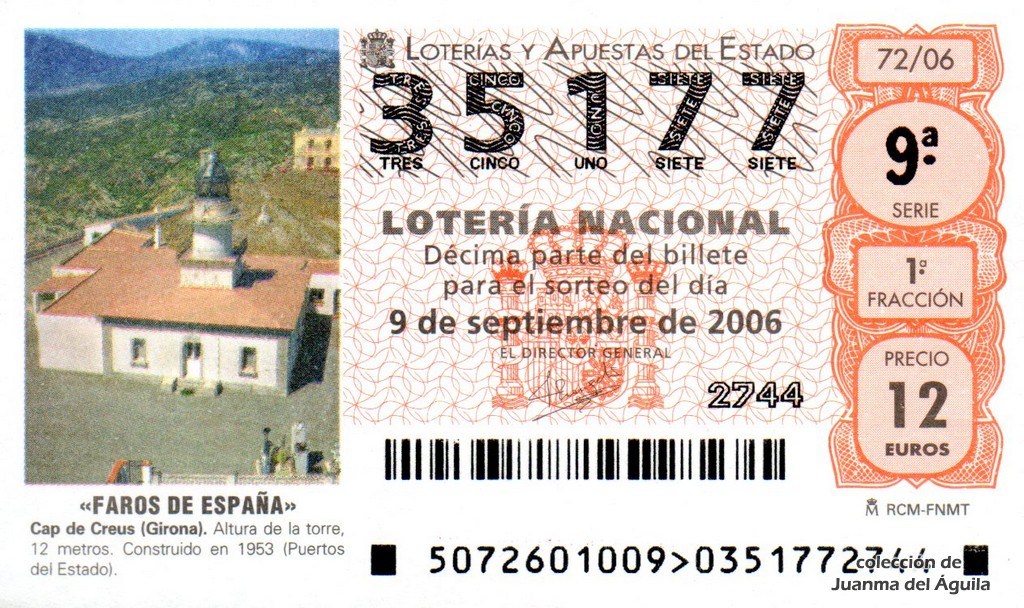 LOTERÍAS Y APUESTAS DEL ESTADO
35177
TRES CINCO UNO SIETE SIETE
LOTERÍA NACIONAL
Décima parte del billete
para el sorteo del día
9 de septiembre de 2006
EL DIRECTOR GENERAL
2744
72/06
9ª
SERIE
1ª
FRACCIÓN
PRECIO
12
EUROS
RCM-FNMT
«FAROS DE ESPAÑA»
Cap de Creus (Girona). Altura de la torre,
12 metros. Construido en 1953 (Puertos
del Estado).
5072601009>0351772744
colección de
Juanma del Águila